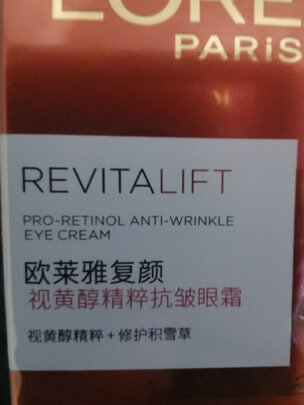 LORÉ
PARiS
REVITALIFT
PRO-RETINOL ANTI-WRINKLE
EYE CREAM
欧莱雅复颜
视黄醇精粹抗皱眼霜
视黄醇精粹+修护积雪草